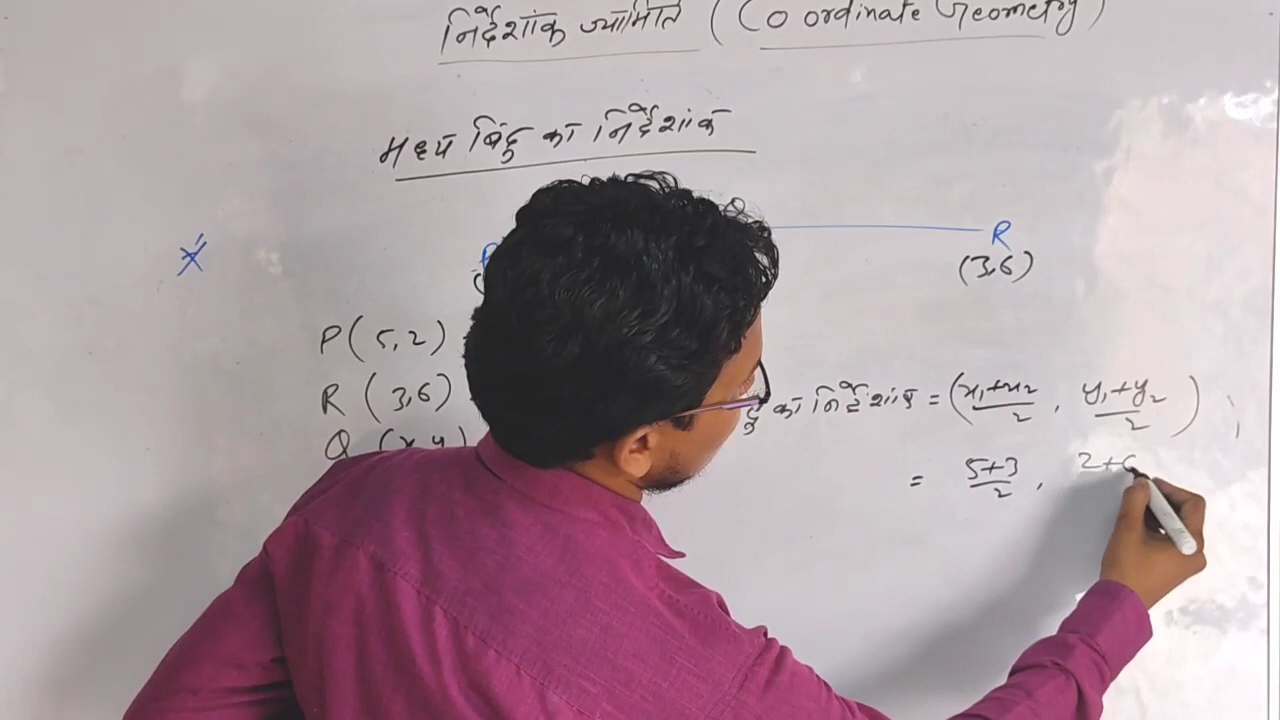 निर्देशांक ज्यामिति (Co ordinate Geometry)
मध्य बिंदु का निर्देशांक
R
(3,6)
P(5,2)
R (3,6)
Q (x,y)
का निर्देशांक = (x₁+x₂/2 , y₁+y₂/2)
= 5+3/2 , 2+6